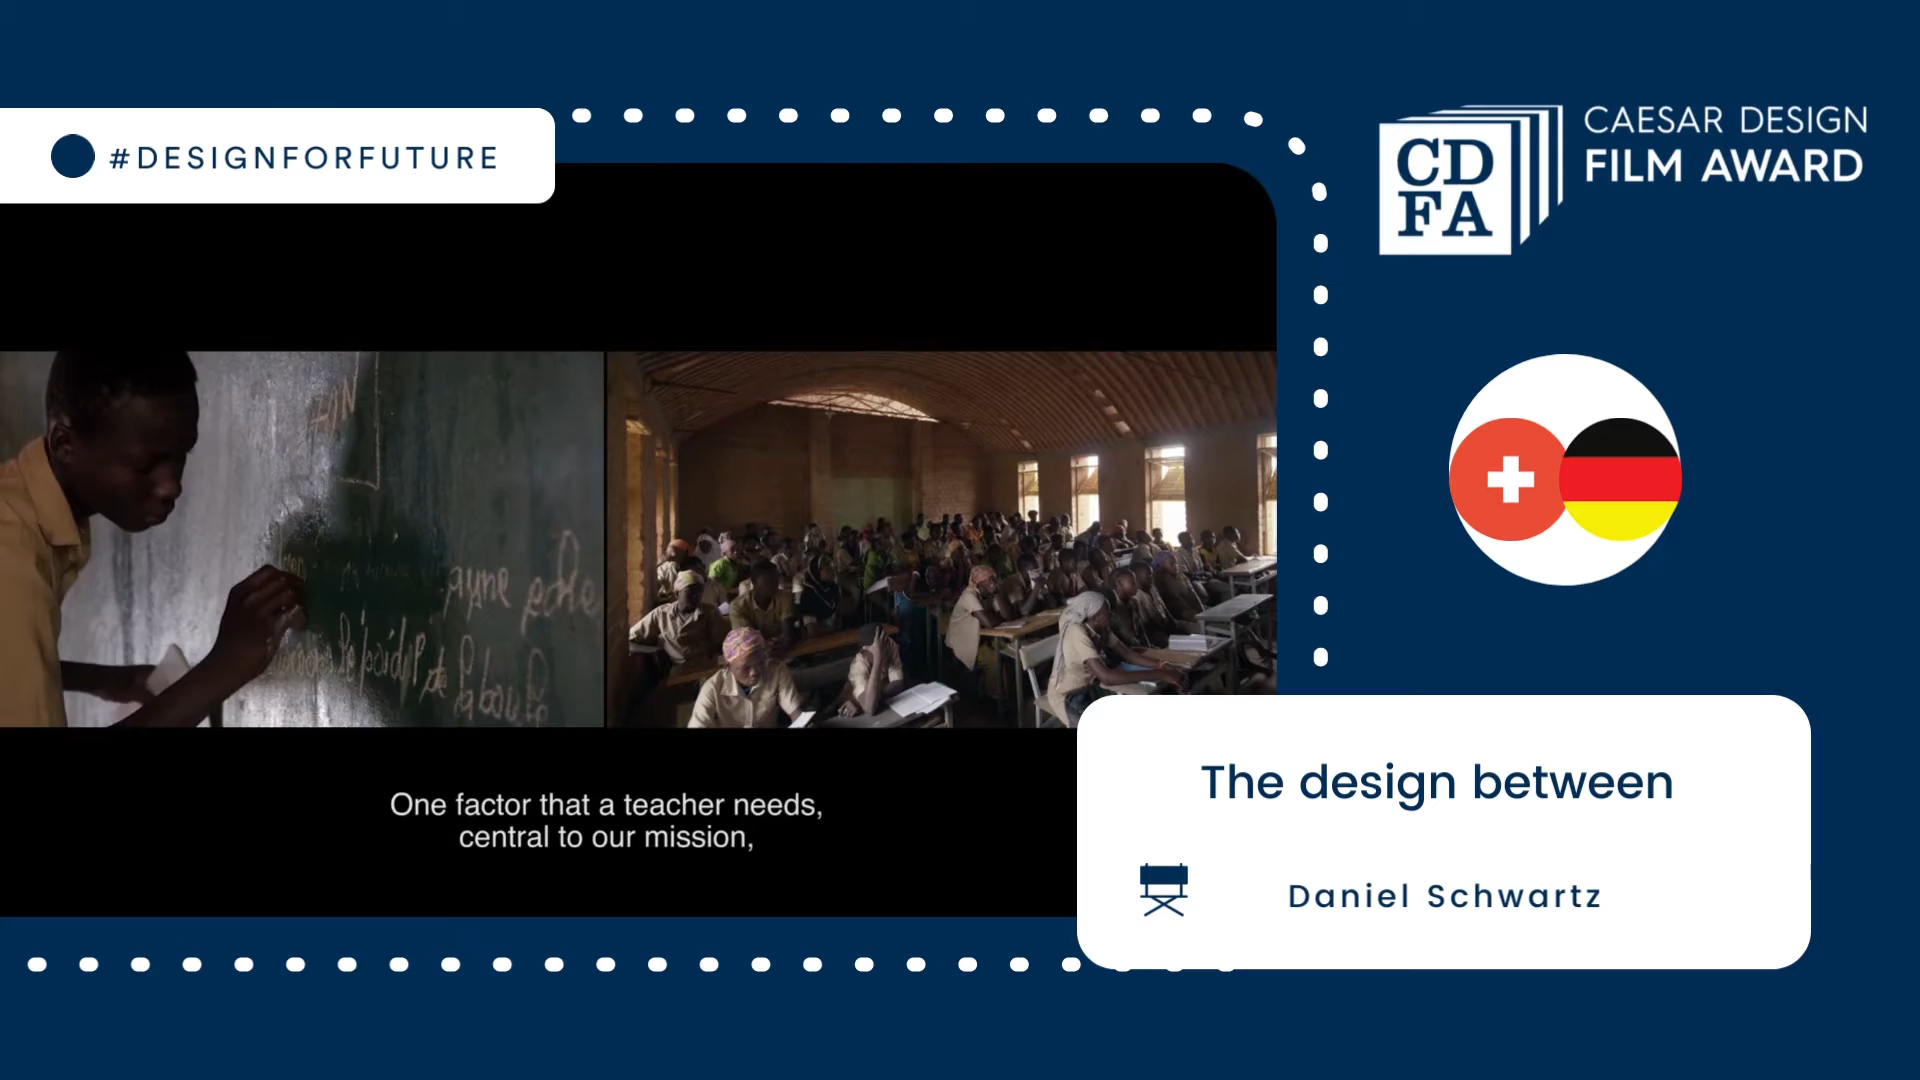 #DESIGNFORFUTURE
CD
FA
CAESAR DESIGN
FILM AWARD
One factor that a teacher needs,
central to our mission,
The design between
Daniel Schwartz